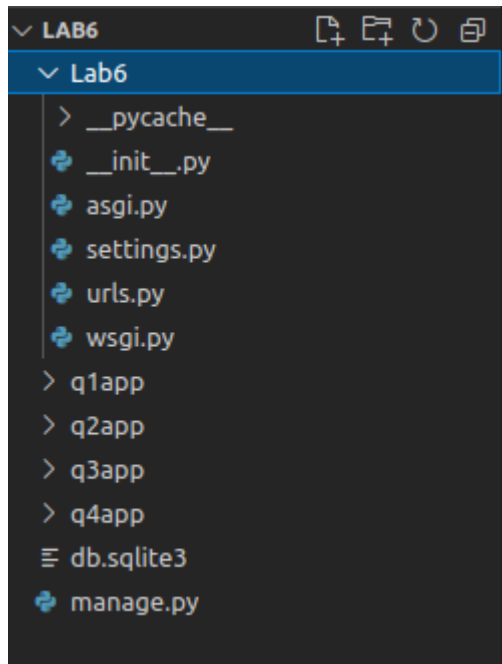 LAB6
Lab6
__pycache__
__init__.py
asgi.py
settings.py
urls.py
wsgi.py
q1app
q2app
q3app
q4app
db.sqlite3
manage.py